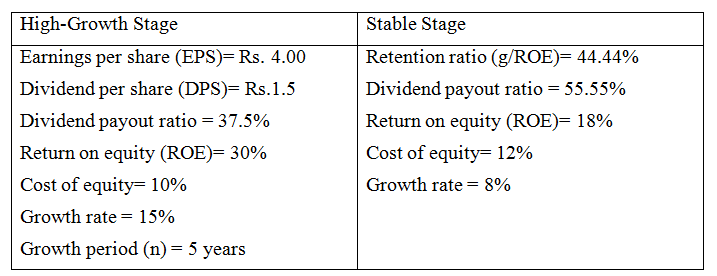 High-Growth Stage
Stable Stage
Earnings per share (EPS)= Rs. 4.00
Dividend per share (DPS)= Rs.1.5
Dividend payout ratio = 37.5%
Return on equity (ROE)= 30%
Cost of equity= 10%
Growth rate = 15%
Growth period (n) = 5 years
Retention ratio (g/ROE)= 44.44%
Dividend payout ratio = 55.55%
Return on equity (ROE)= 18%
Cost of equity= 12%
Growth rate = 8%